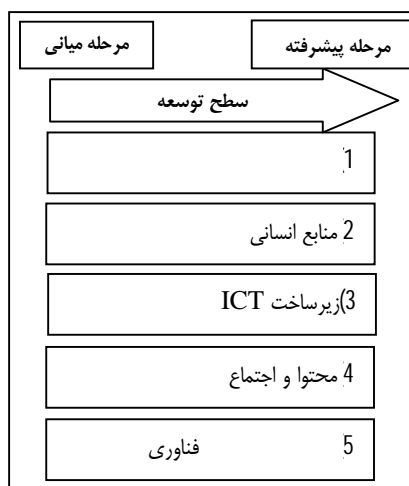 مرحله پیشرفته
مرحله میانی
سطح توسعه
1)
2) منابع انسانی
3)زیرساخت ICT
4) محتوا و اجتماع
5) فناوری